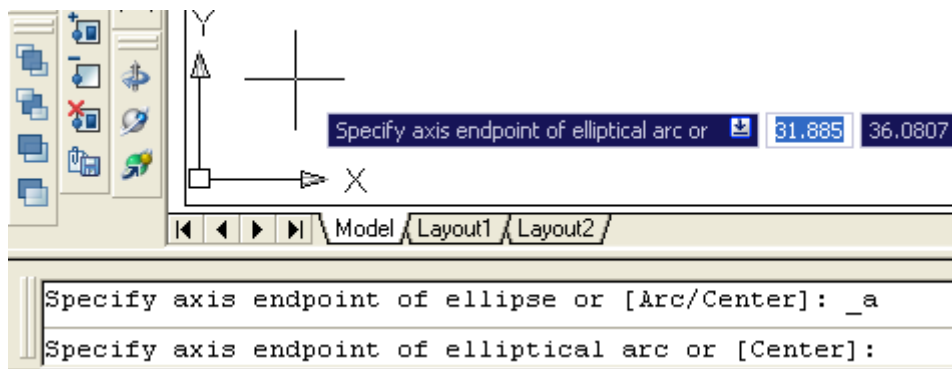 Y
Specify axis endpoint of elliptical arc or 31.885 36.0807
X
Model Layout1 Layout2
Specify axis endpoint of ellipse or [Arc/Center]: _a
Specify axis endpoint of elliptical arc or [Center]: